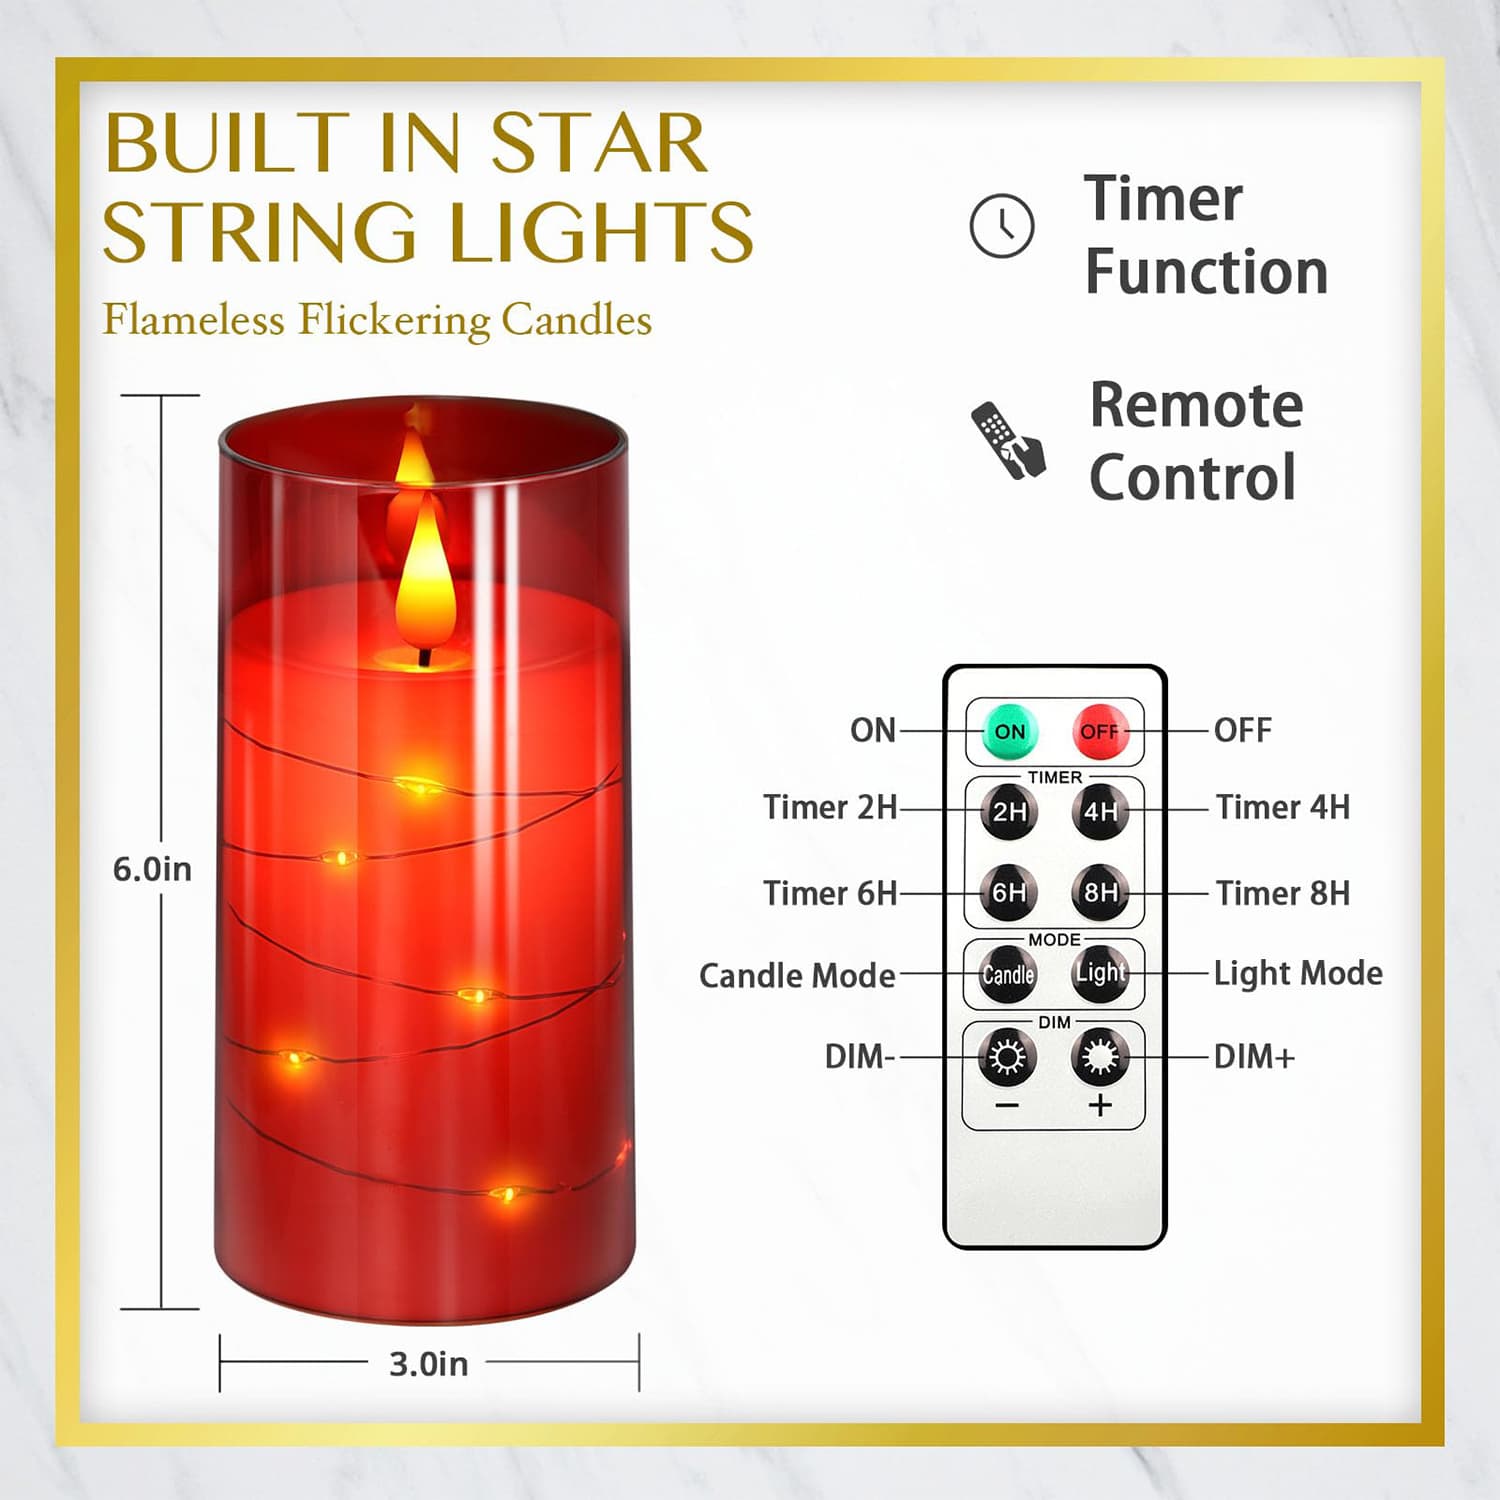 BUILT IN STAR
STRING LIGHTS
Flameless Flickering Candles
Timer
Function
Remote
Control
6.0in
3.0in
ON
ON
OFF
OFF
TIMER
Timer 2H
2H
4H
Timer 4H
Timer 6H
6H
8H
Timer 8H
MODE
Candle Mode
Candle
Light
Light Mode
DIM
DIM-
DIM+
− +